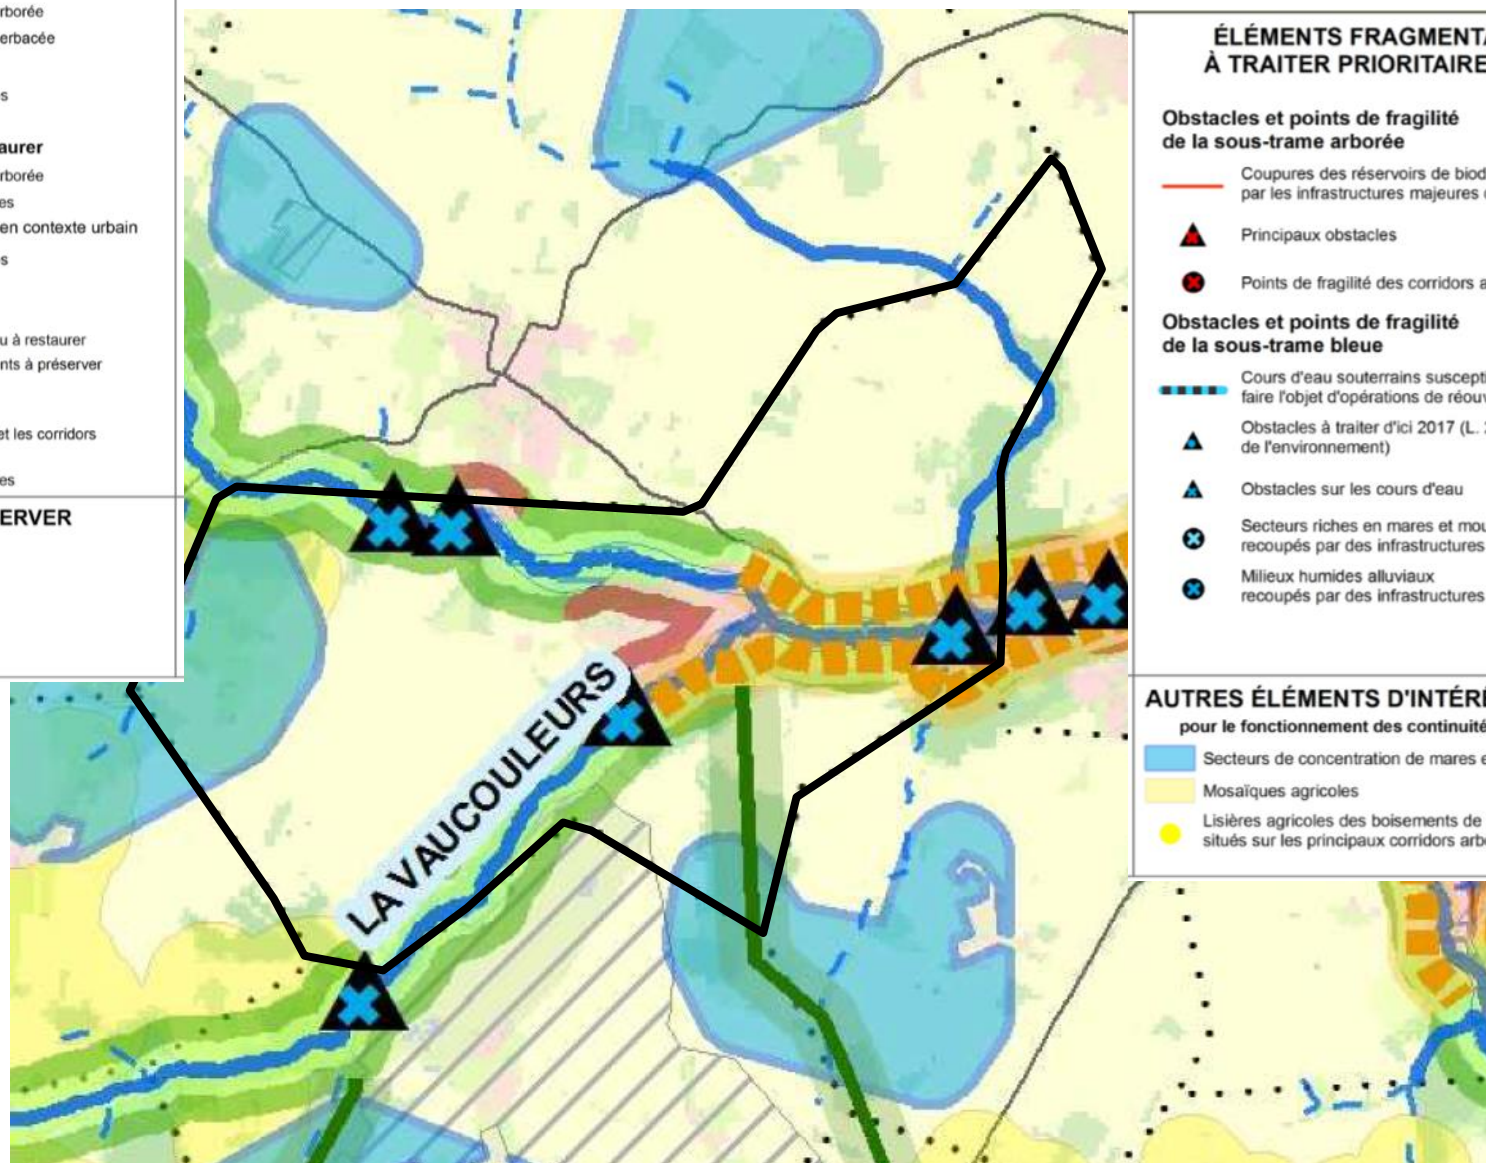 rborée
erbacée
s
aurer
rborée
es
en contexte urbain
s
u à restaurer
nts à préserver
et les corridors
es
ERVER
LA VAUCOULEURS
ÉLÉMENTS FRAGMENTA
À TRAITER PRIORITAIRE
Obstacles et points de fragilité
de la sous-trame arborée
Coupures des réservoirs de biod
par les infrastructures majeures
Principaux obstacles
Points de fragilité des corridors a
Obstacles et points de fragilité
de la sous-trame bleue
Cours d'eau souterrains suscepti
faire l'objet d'opérations de réouv
Obstacles à traiter d'ici 2017 (L.
de l'environnement)
Obstacles sur les cours d'eau
Secteurs riches en mares et mou
recoupés par des infrastructures
Milieux humides alluviaux
recoupés par des infrastructures
AUTRES ÉLÉMENTS D'INTÉR
pour le fonctionnement des continuité
Secteurs de concentration de mares e
Mosaïques agricoles
Lisières agricoles des boisements de
situés sur les principaux corridors arb